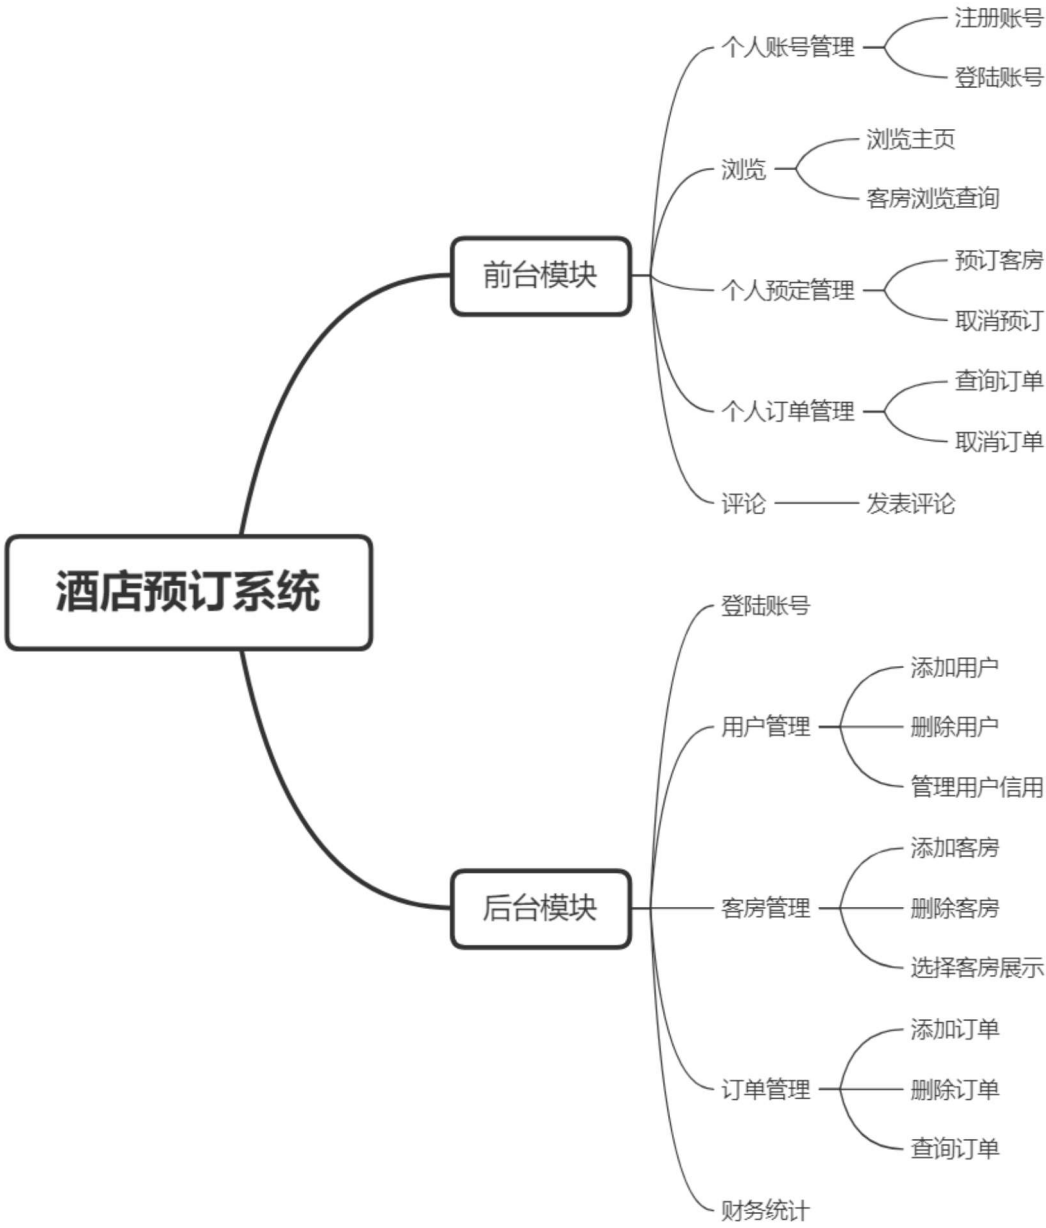 酒店预订系统
前台模块
个人账号管理
注册账号
登陆账号
浏览
浏览主页
客房浏览查询
个人预定管理
预订客房
取消预订
个人订单管理
查询订单
取消订单
评论
发表评论
后台模块
登陆账号
用户管理
添加用户
删除用户
管理用户信用
客房管理
添加客房
删除客房
选择客房展示
订单管理
添加订单
删除订单
查询订单
财务统计